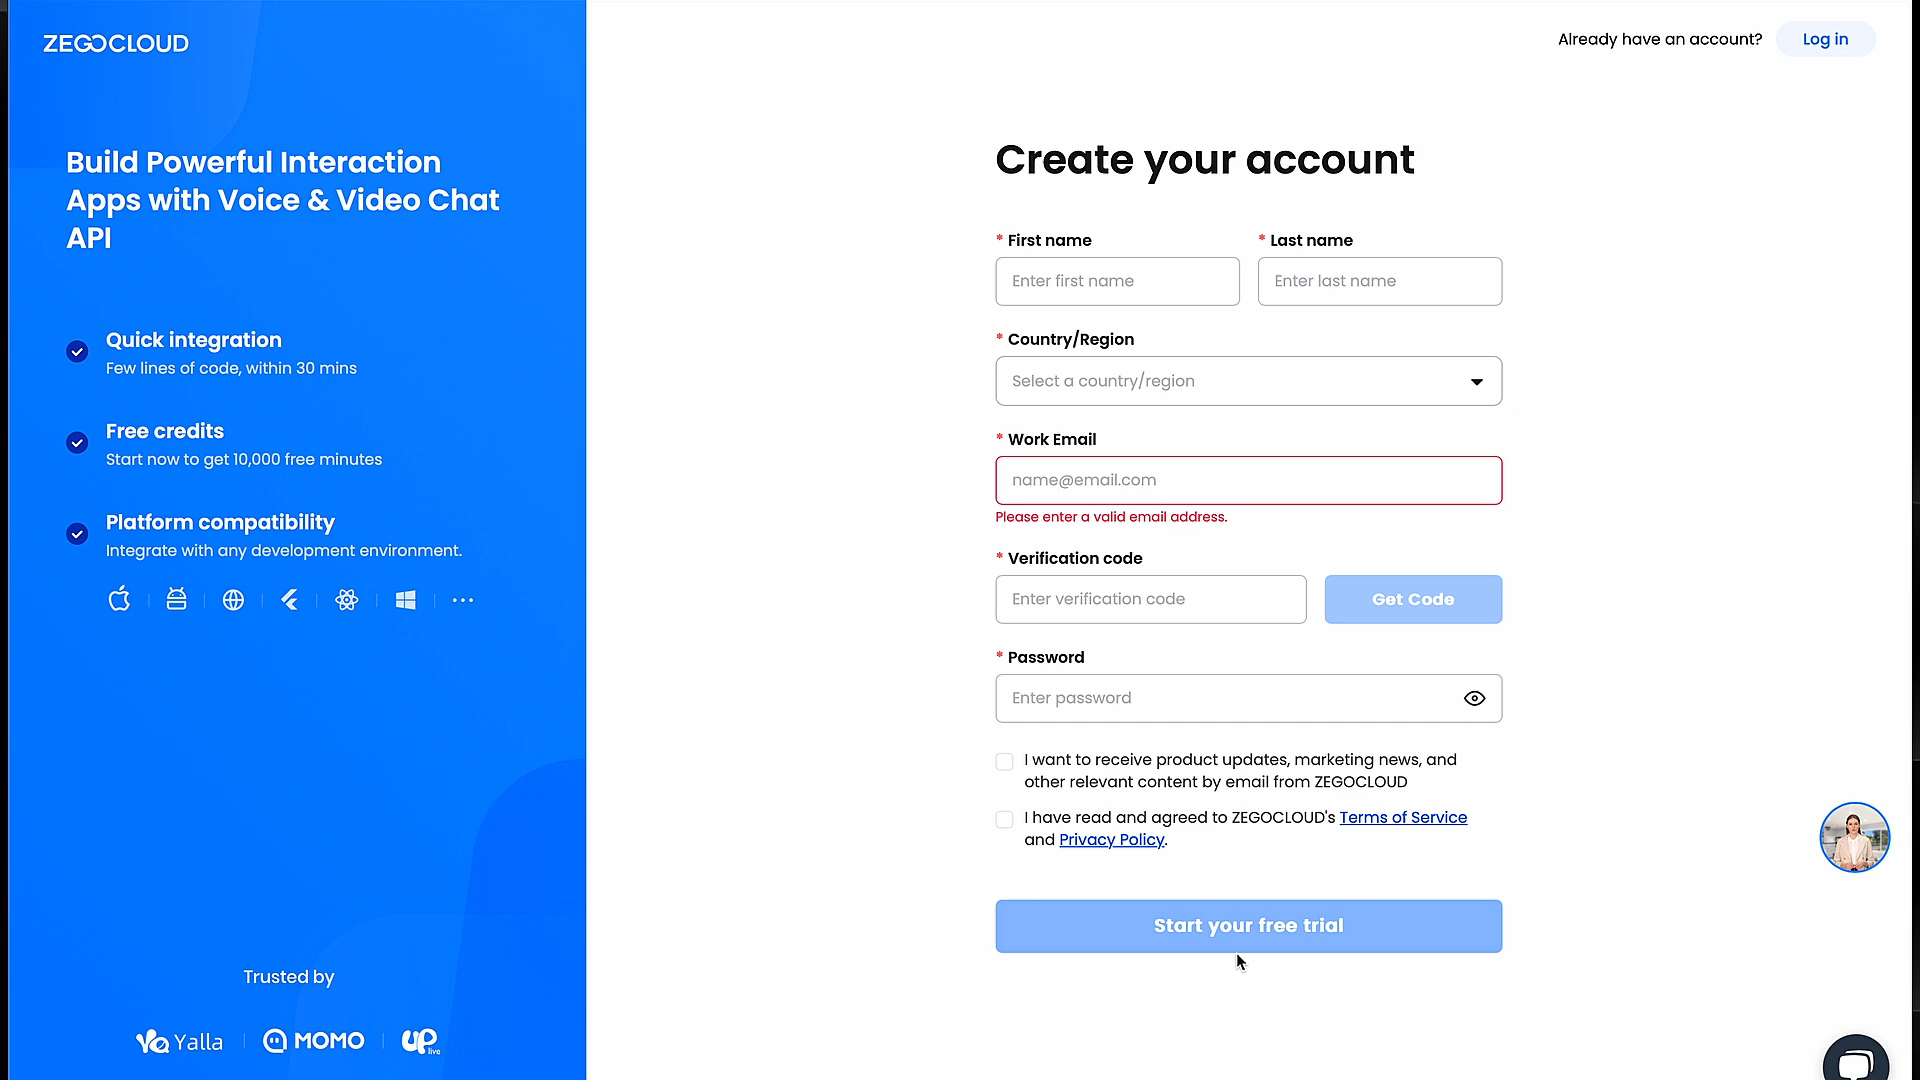 ZEGOCLOUD
Already have an account?
Log in
Build Powerful Interaction
Apps with Voice & Video Chat
API
Quick integration
Few lines of code, within 30 mins
Free credits
Start now to get 10,000 free minutes
Platform compatibility
Integrate with any development environment.
Trusted by
Yalla
MOMO
UP
live
Create your account
* First name
* Last name
Enter first name
Enter last name
* Country/Region
Select a country/region
* Work Email
name@email.com
Please enter a valid email address.
* Verification code
Enter verification code
Get Code
* Password
Enter password
I want to receive product updates, marketing news, and
other relevant content by email from ZEGOCLOUD
I have read and agreed to ZEGOCLOUD's Terms of Service
and Privacy Policy.
Start your free trial